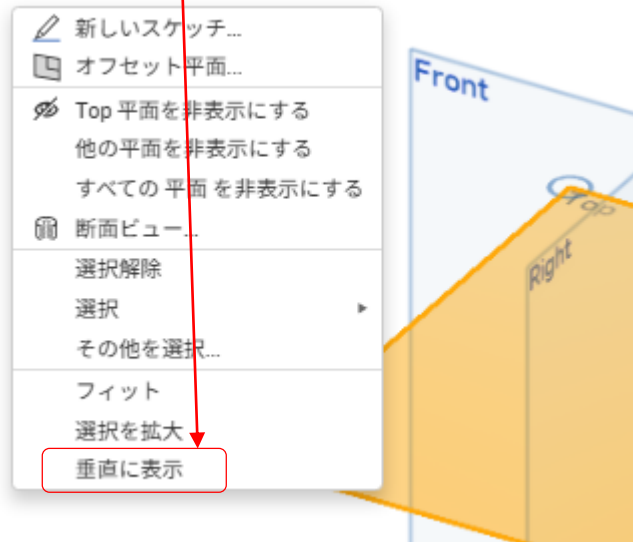 新しいスケッチ...
オフセット平面...
Top 平面を非表示にする
他の平面を非表示にする
すべての 平面 を非表示にする
断面ビュー...
選択解除
選択
その他を選択...
フィット
選択を拡大
垂直に表示
Front
Top
Right